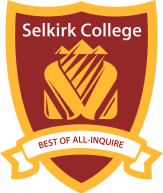 Selkirk College
BEST OF ALL-INQUIRE